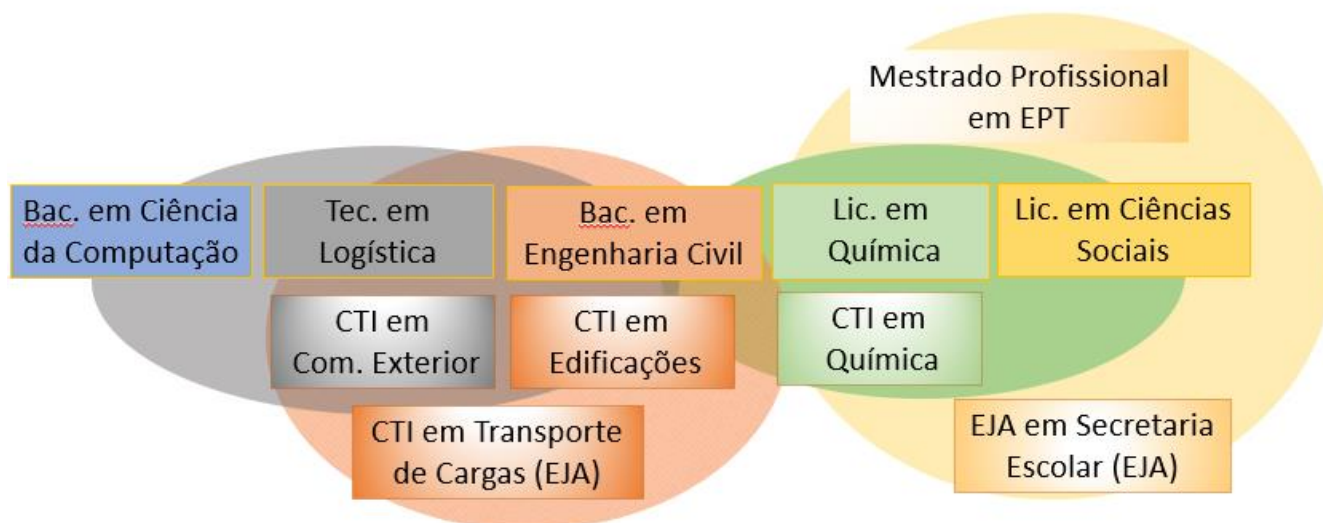 Mestrado Profissional
em EPT
Bac. em Ciência
da Computação
Tec. em
Logística
Bac. em
Engenharia Civil
Lic. em
Química
Lic. em Ciências
Sociais
CTI em
Com. Exterior
CTI em
Edificações
CTI em
Química
CTI em Transporte
de Cargas (EJA)
EJA em Secretaria
Escolar (EJA)